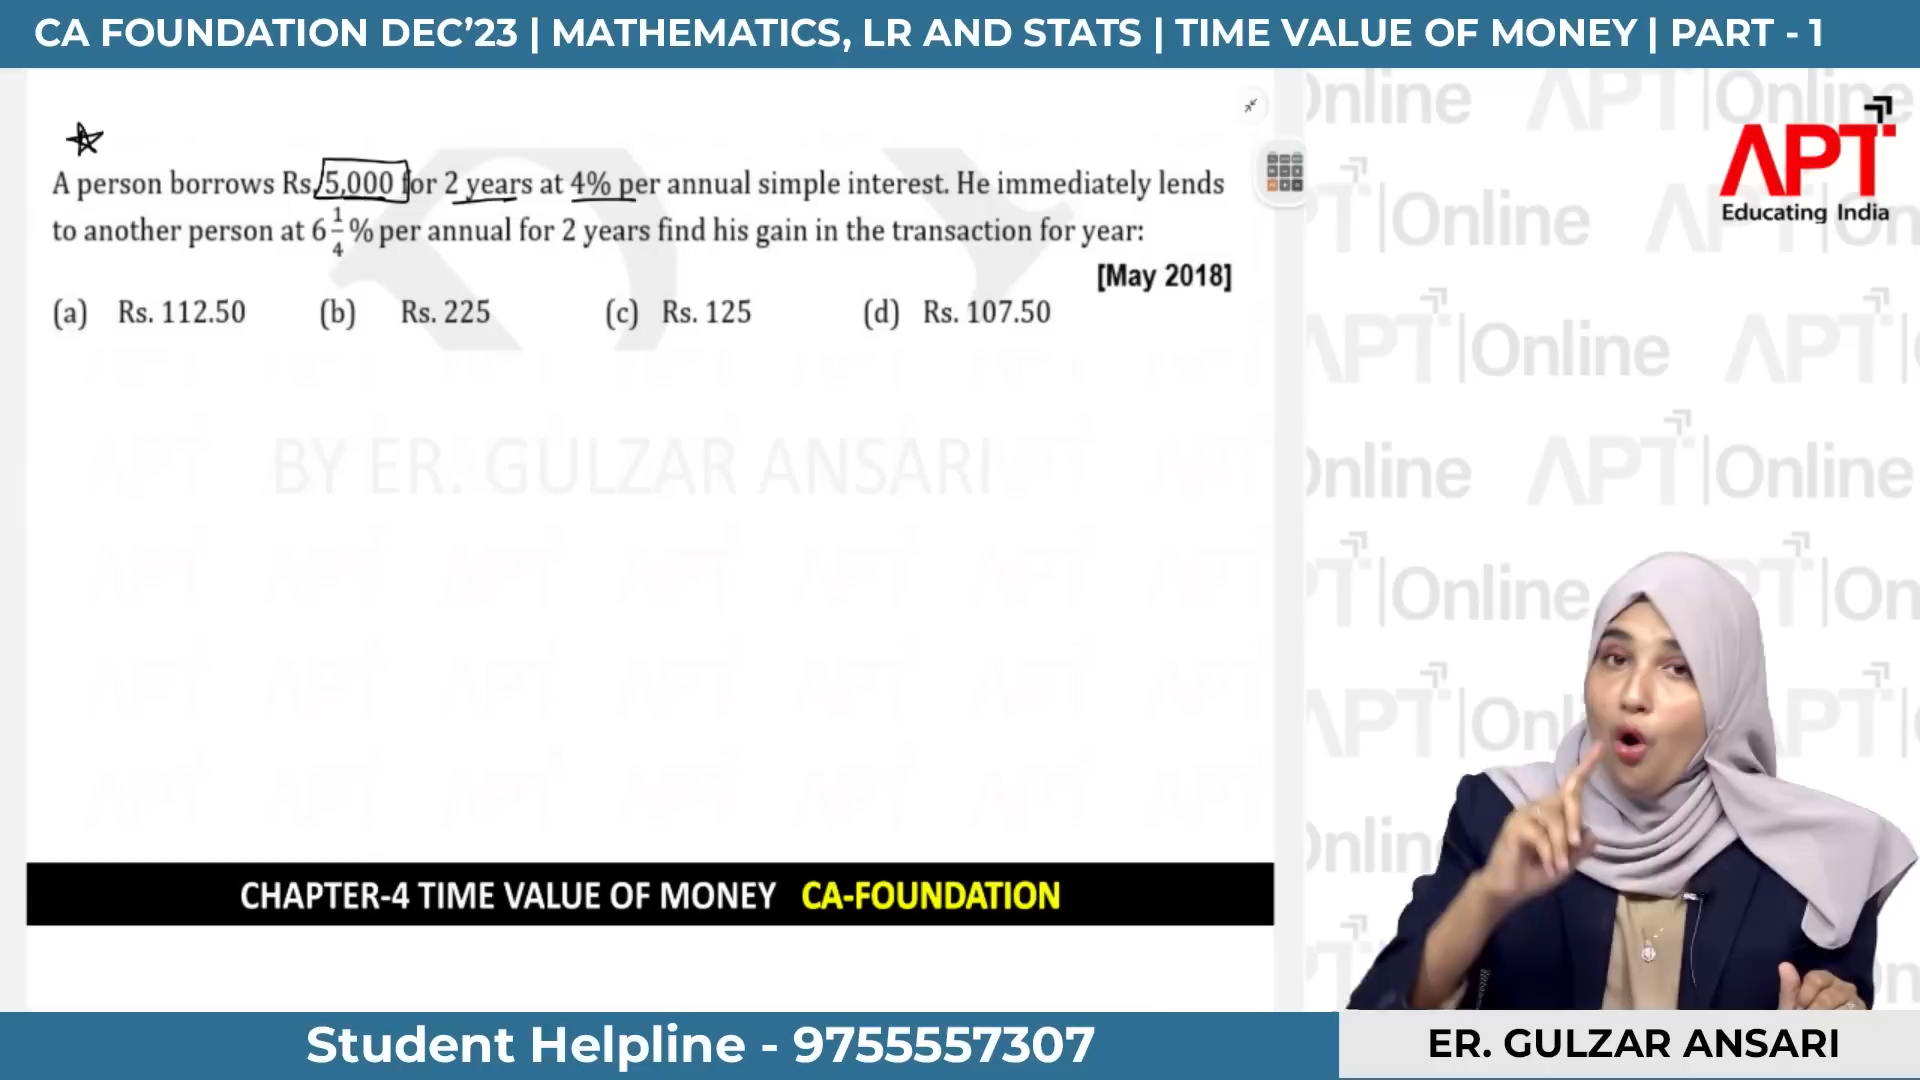 CA FOUNDATION DEC’23 | MATHEMATICS, LR AND STATS | TIME VALUE OF MONEY | PART - 1
A person borrows Rs. 5,000 for 2 years at 4% per annual simple interest. He immediately lends
to another person at 6 1/4 % per annual for 2 years find his gain in the transaction for year:
[May 2018]
(a) Rs. 112.50 (b) Rs. 225 (c) Rs. 125 (d) Rs. 107.50
BY ER. GULZAR ANSARI
CHAPTER-4 TIME VALUE OF MONEY CA-FOUNDATION
APT
Educating India
APT|Online
Student Helpline - 9755557307
ER. GULZAR ANSARI